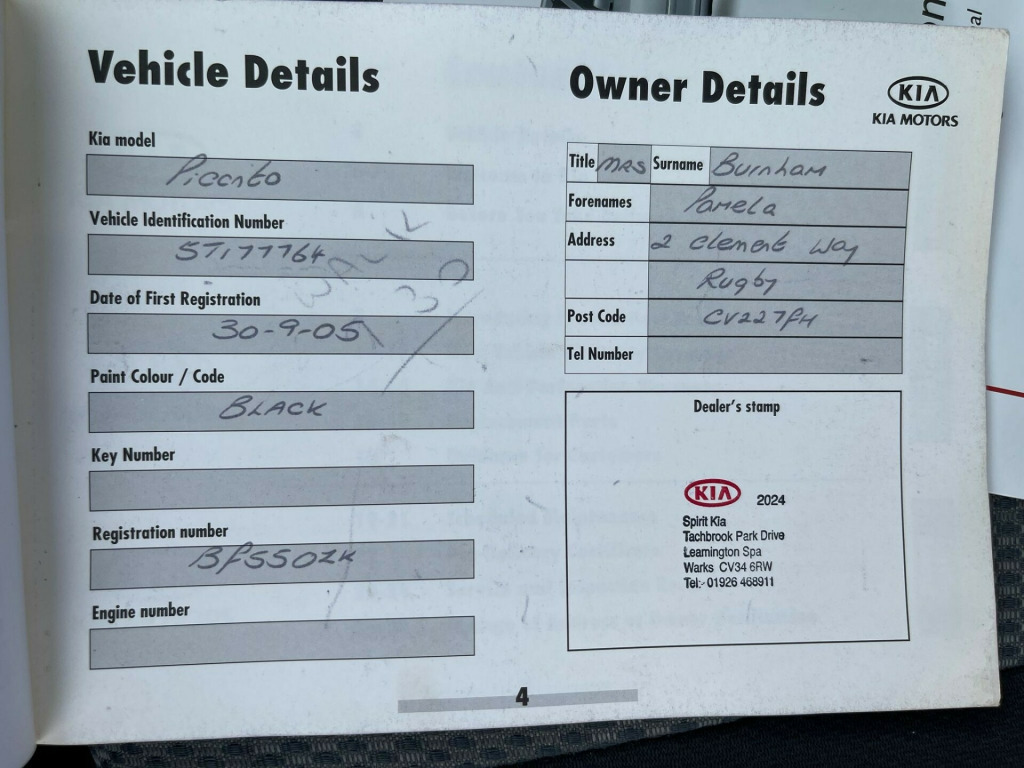 Vehicle Details
Kia model
Picanto
Vehicle Identification Number
5T177764
Date of First Registration
30-9-05
Paint Colour / Code
BLACK
Key Number
Registration number
BF55OZK
Engine number
Owner Details
KIA
KIA MOTORS
Title MRS Surname Burnham
Forenames Pamela
Address 2 Clement Way
Rugby
Post Code CV227FH
Tel Number
Dealer's stamp
KIA 2024
Spirit Kia
Tachbrook Park Drive
Leamington Spa
Warks CV34 6RW
Tel:- 01926 468911
4